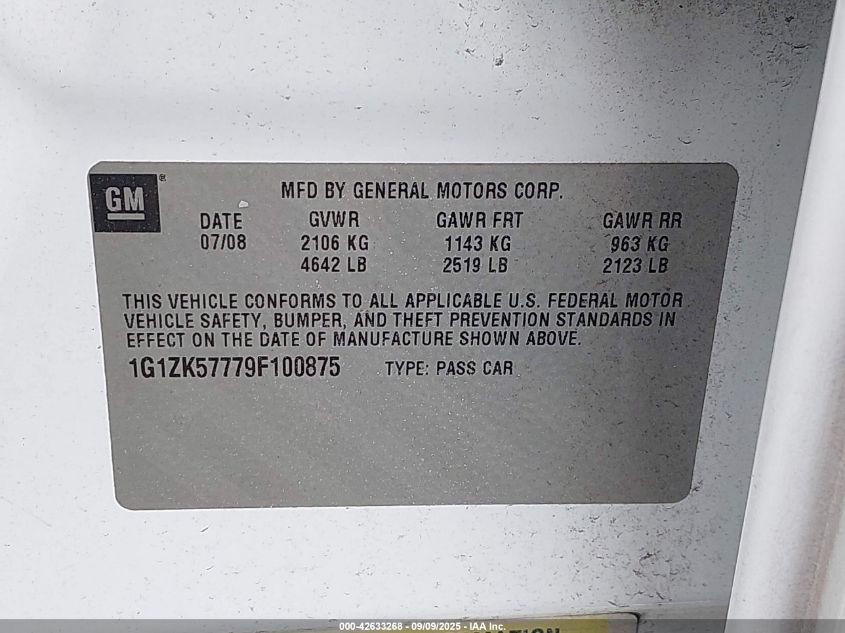 GM ®
MFD BY GENERAL MOTORS CORP.
DATE GVWR GAWR FRT GAWR RR
07/08 2106 KG 1143 KG 963 KG
4642 LB 2519 LB 2123 LB
THIS VEHICLE CONFORMS TO ALL APPLICABLE U.S. FEDERAL MOTOR
VEHICLE SAFETY, BUMPER, AND THEFT PREVENTION STANDARDS IN
EFFECT ON THE DATE OF MANUFACTURE SHOWN ABOVE.
1G1ZK57779F100875 TYPE: PASS CAR
000-42633268 - 09/09/2025 - IAA Inc.